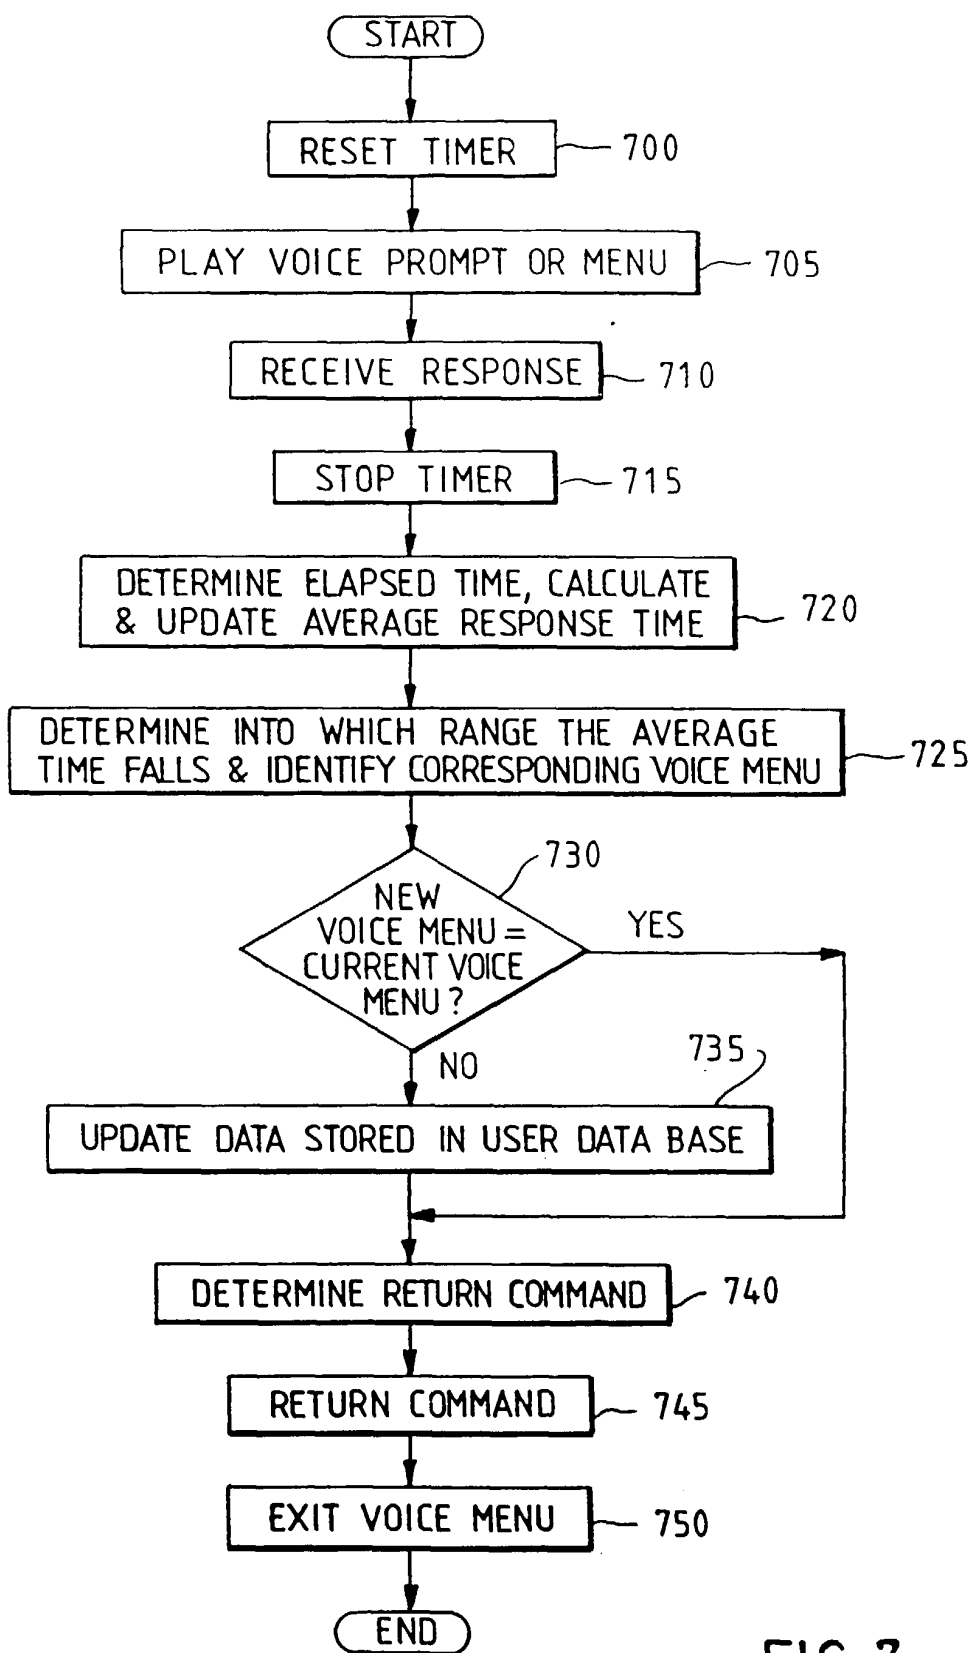 START
RESET TIMER
700
PLAY VOICE PROMPT OR MENU
705
RECEIVE RESPONSE
710
STOP TIMER
715
DETERMINE ELAPSED TIME, CALCULATE
& UPDATE AVERAGE RESPONSE TIME
720
DETERMINE INTO WHICH RANGE THE AVERAGE
TIME FALLS & IDENTIFY CORRESPONDING VOICE MENU
725
730
NEW
VOICE MENU =
CURRENT VOICE
MENU ?
YES
NO
735
UPDATE DATA STORED IN USER DATA BASE
DETERMINE RETURN COMMAND
740
RETURN COMMAND
745
EXIT VOICE MENU
750
END